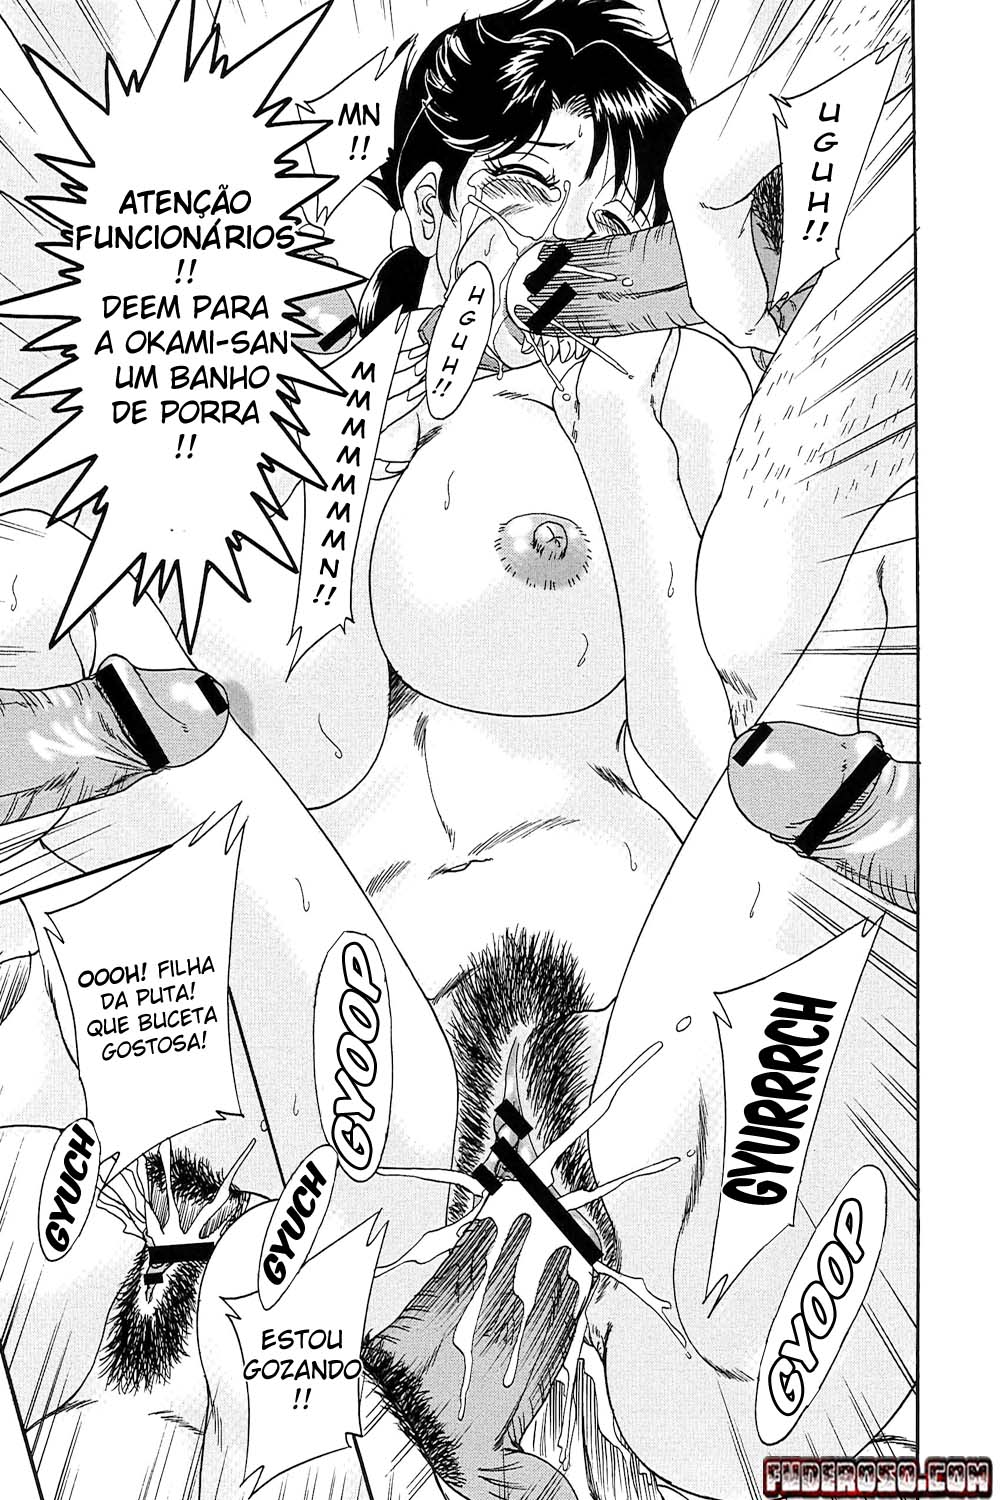 MN
!!
UGUH!!
ATENÇÃO
FUNCIONÁRIOS
!!
DEEM PARA
A OKAMI-SAN
UM BANHO
DE PORRA
!!
HGUH!!
MMMMMMMN!!
OOOH! FILHA
DA PUTA!
QUE BUCETA
GOSTOSA!
GYOOP
GYURRRCH
GYUCH
GYUCH
GYOOP
ESTOU
GOZANDO
!!
FUDEROSO.COM